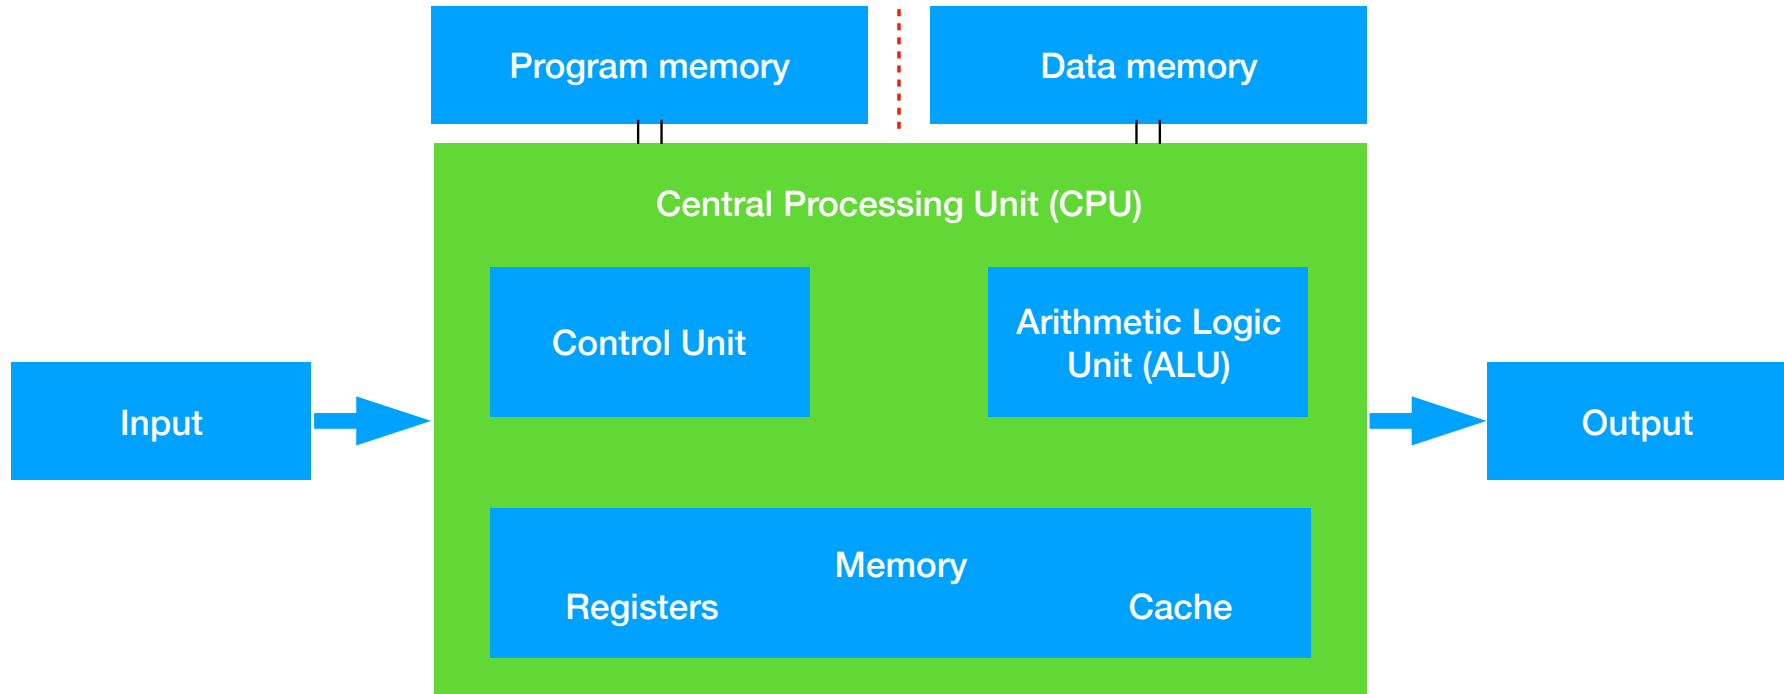 Program memory
Data memory
Central Processing Unit (CPU)
Control Unit
Arithmetic Logic
Unit (ALU)
Input
Output
Memory
Registers
Cache